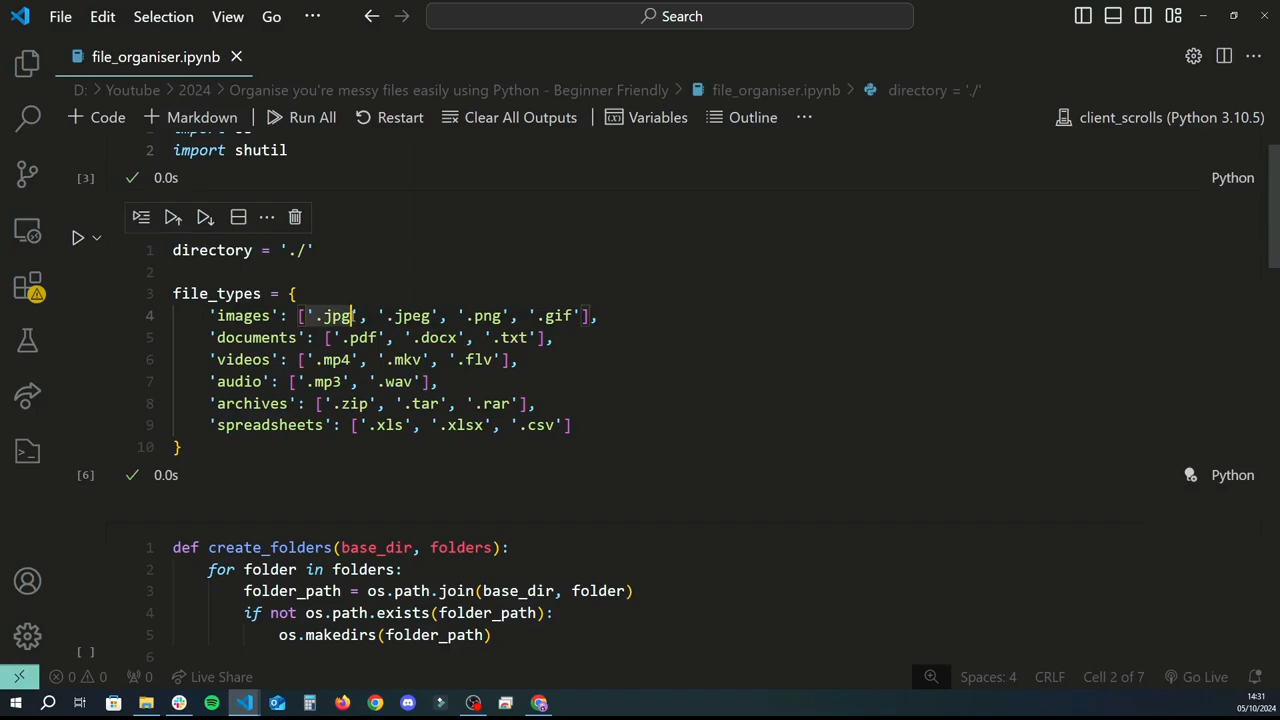 File Edit Selection View Go ··· Search
file_organiser.ipynb
D: > Youtube > 2024 > Organise you're messy files easily using Python - Beginner Friendly > file_organiser.ipynb > directory = './'
+ Code + Markdown Run All Restart Clear All Outputs Variables Outline ··· client_scrolls (Python 3.10.5)
2 import shutil
[3] 0.0s Python
1 directory = './'
2
3 file_types = {
4 'images': ['.jpg', '.jpeg', '.png', '.gif'],
5 'documents': ['.pdf', '.docx', '.txt'],
6 'videos': ['.mp4', '.mkv', '.flv'],
7 'audio': ['.mp3', '.wav'],
8 'archives': ['.zip', '.tar', '.rar'],
9 'spreadsheets': ['.xls', '.xlsx', '.csv']
10 }
[6] 0.0s Python
1 def create_folders(base_dir, folders):
2 for folder in folders:
3 folder_path = os.path.join(base_dir, folder)
4 if not os.path.exists(folder_path):
5 os.makedirs(folder_path)
6
[ ]
0 0 0 Live Share Spaces: 4 CRLF Cell 2 of 7 Go Live
14:31
05/10/2024